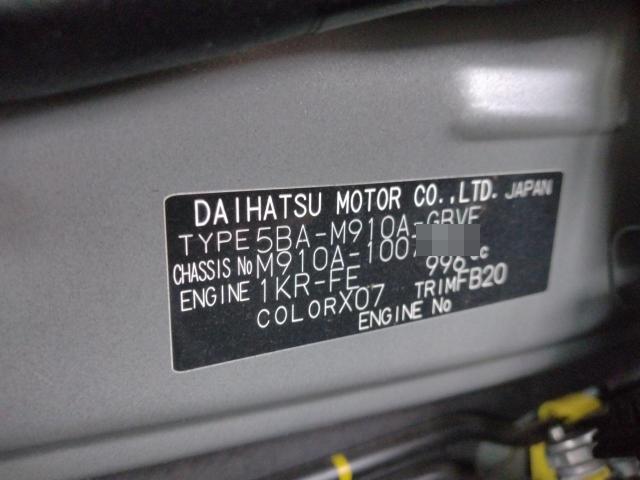 DAIHATSU MOTOR CO.,LTD. JAPAN
TYPE 5BA-M910A-GBVE
CHASSIS No M910A-100
ENGINE 1KR-FE 996cc
COLOR X07 TRIM FB20
ENGINE No